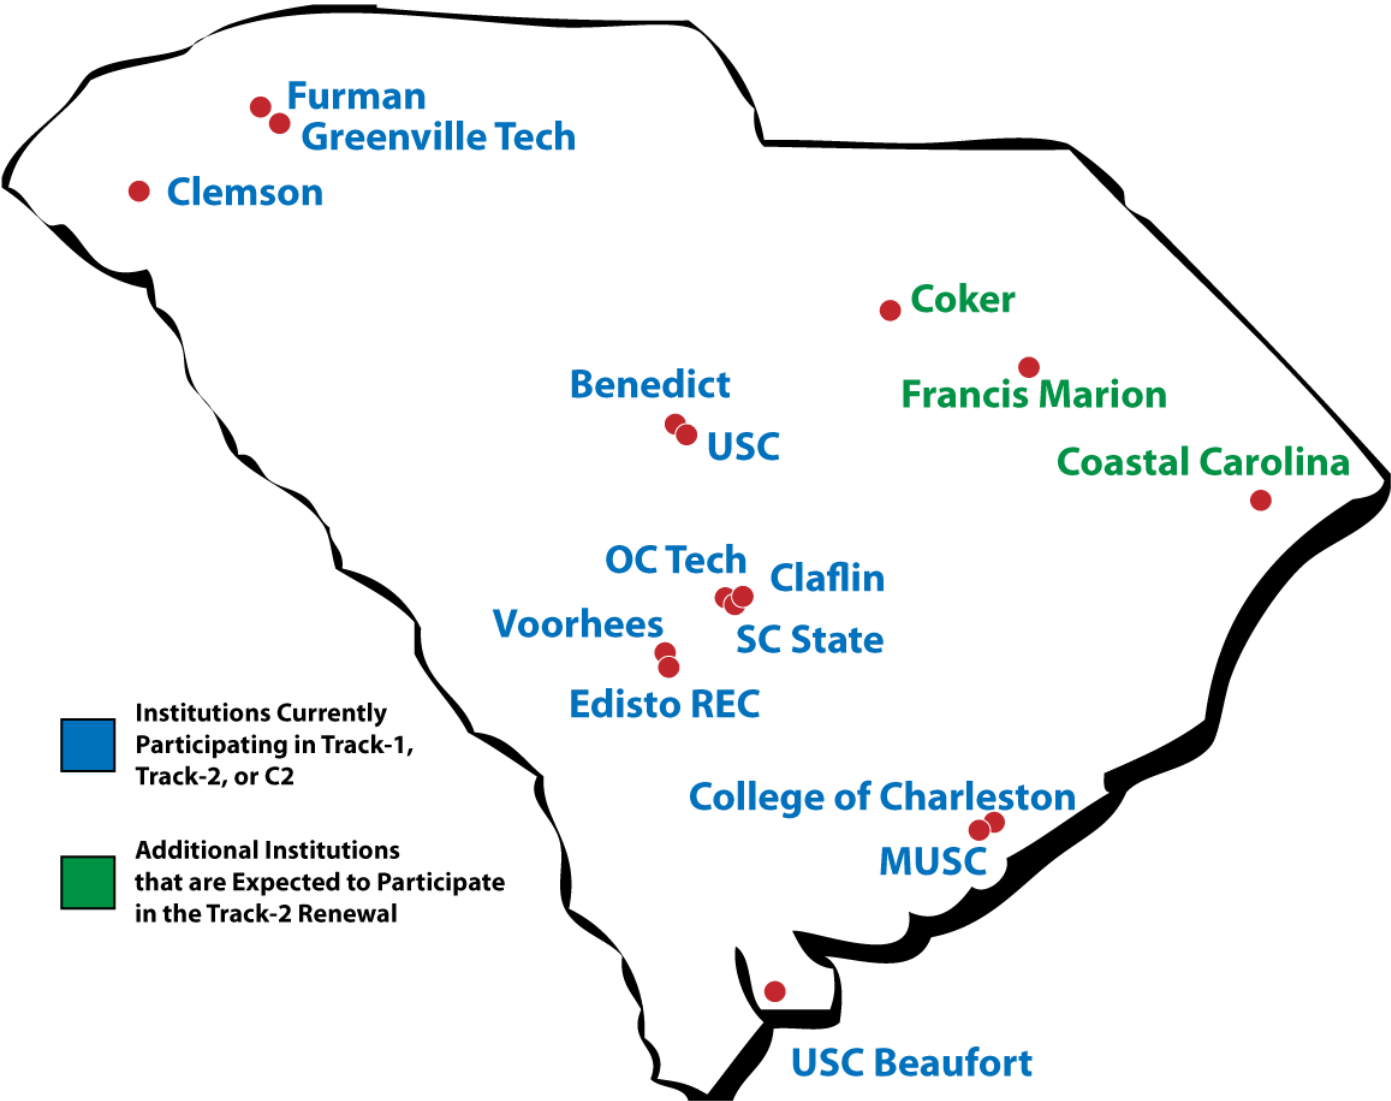 Furman
Greenville Tech
Clemson
Coker
Benedict
Francis Marion
USC
Coastal Carolina
OC Tech
Claflin
Voorhees
SC State
Edisto REC
Institutions Currently
Participating in Track-1,
Track-2, or C2
College of Charleston
MUSC
Additional Institutions
that are Expected to Participate
in the Track-2 Renewal
USC Beaufort